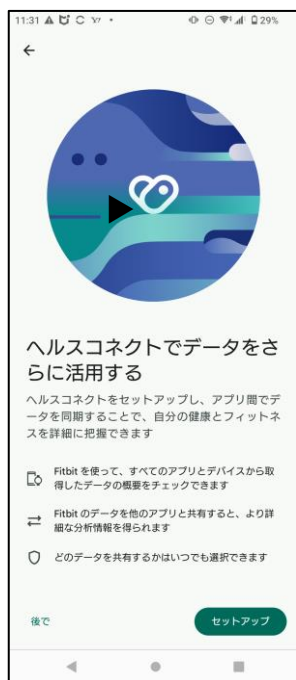 11:31
29%
ヘルスコネクトでデータをさ
らに活用する
ヘルスコネクトをセットアップし、アプリ間でデ
ータを同期することで、自分の健康とフィットネ
スを詳細に把握できます
Fitbit を使って、すべてのアプリとデバイスから取
得したデータの概要をチェックできます
Fitbit のデータを他のアプリと共有すると、より詳
細な分析情報を得られます
どのデータを共有するかはいつでも選択できます
後で
セットアップ